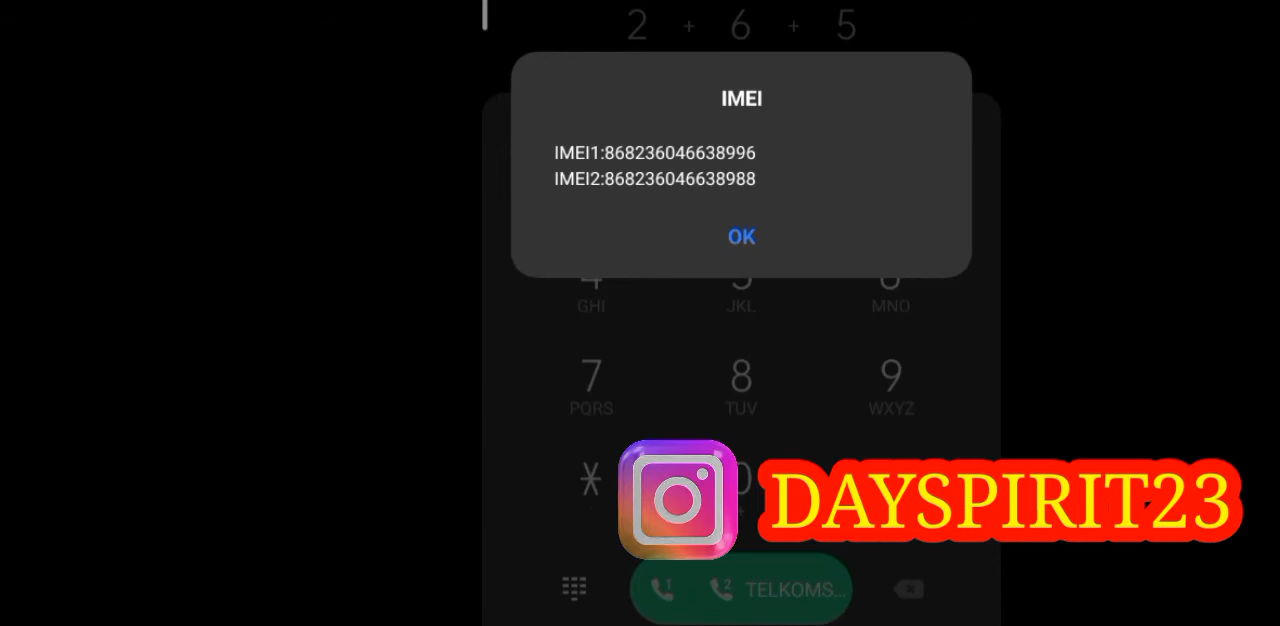 2 + 6 + 5
IMEI
IMEI1:868236046638996
IMEI2:868236046638988
OK
GHI
JKL
MNO
7
8
9
PQRS
TUV
WXYZ
DAYSPIRIT23
1
2
TELKOMS...